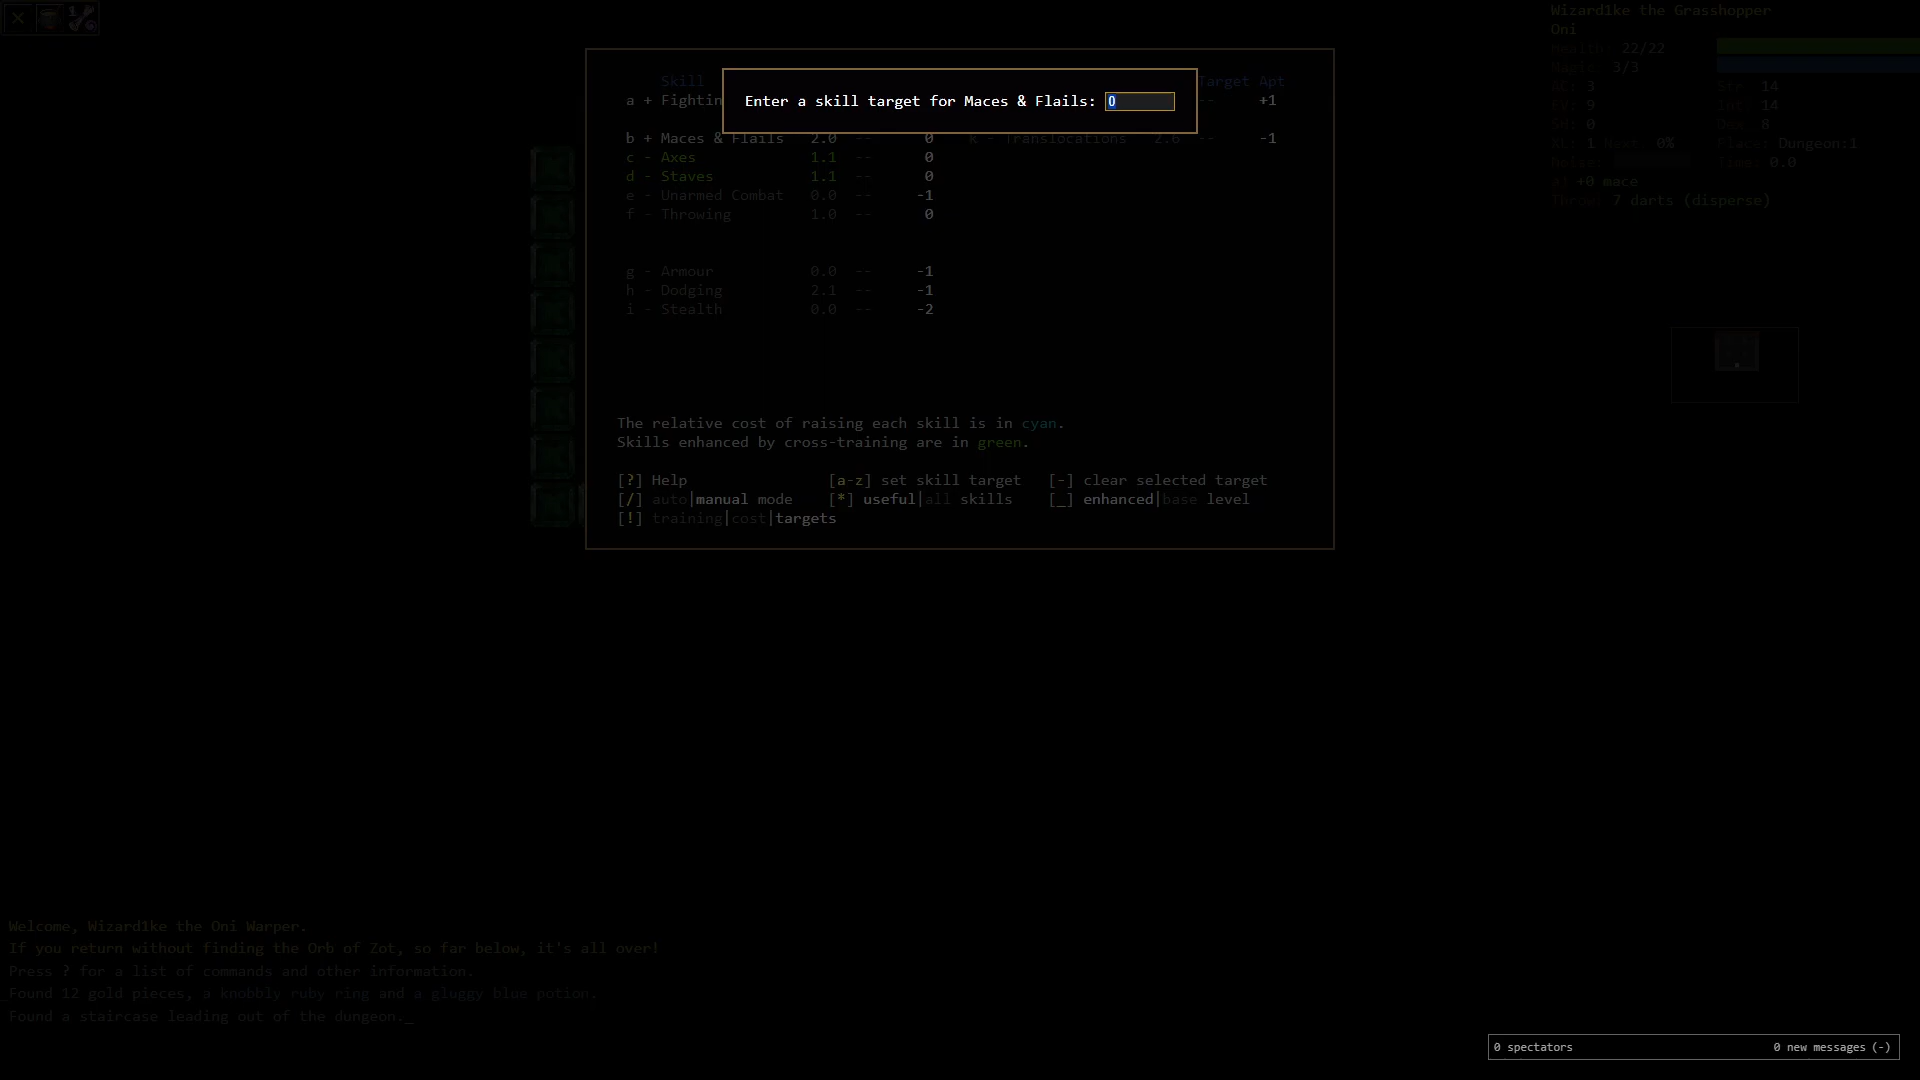 Wizard1ke the Grasshopper
Oni
Health: 22/22
Magic: 3/3
AC: 3 Str: 14
EV: 9 Int: 14
SH: 0 Dex: 8
XL: 1 Next: 0% Place: Dungeon:1
Noise: Time: 0.0
+0 mace
Throw: 7 darts (disperse)
Skill Target Apt
Enter a skill target for Maces & Flails: 0
a + Fightin -- +1
b + Maces & Flails 2.0 0 k - Translocations 2.6 -- -1
c - Axes 1.1 -- 0
d - Staves 1.1 -- 0
e - Unarmed Combat 0.0 -- -1
f - Throwing 1.0 -- 0
g - Armour 0.0 -- -1
h - Dodging 2.1 -- -1
i - Stealth 0.0 -- -2
The relative cost of raising each skill is in cyan.
Skills enhanced by cross-training are in green.
[?] Help [a-z] set skill target [-] clear selected target
[/] auto|manual mode [*] useful|all skills [_] enhanced|base level
[!] training|cost|targets
Welcome, Wizard1ke the Oni Warper.
If you return without finding the Orb of Zot, so far below, it's all over!
Press ? for a list of commands and other information.
_Found 12 gold pieces, a knobbly ruby ring and a gluggy blue potion.
Found a staircase leading out of the dungeon._
0 spectators 0 new messages (-)